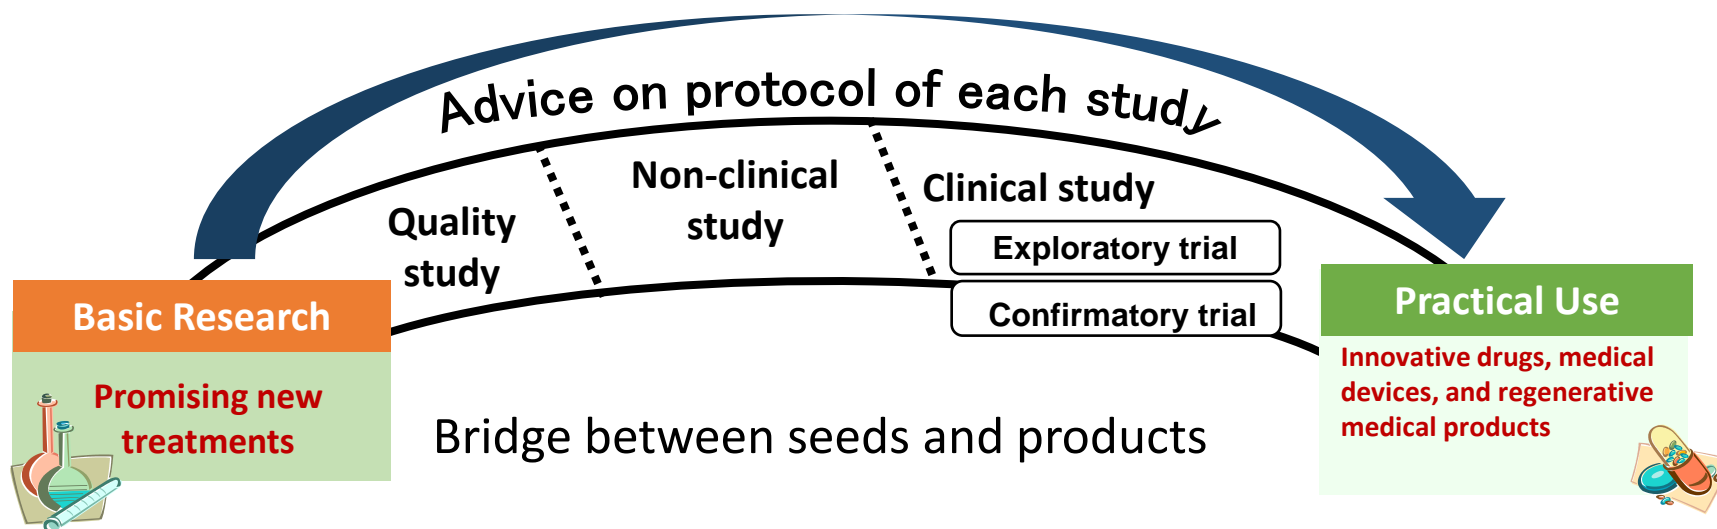 Advice on protocol of each study
Quality
study
Non-clinical
study
Clinical study
Exploratory trial
Confirmatory trial
Basic Research
Promising new
treatments
Bridge between seeds and products
Practical Use
Innovative drugs, medical
devices, and regenerative
medical products